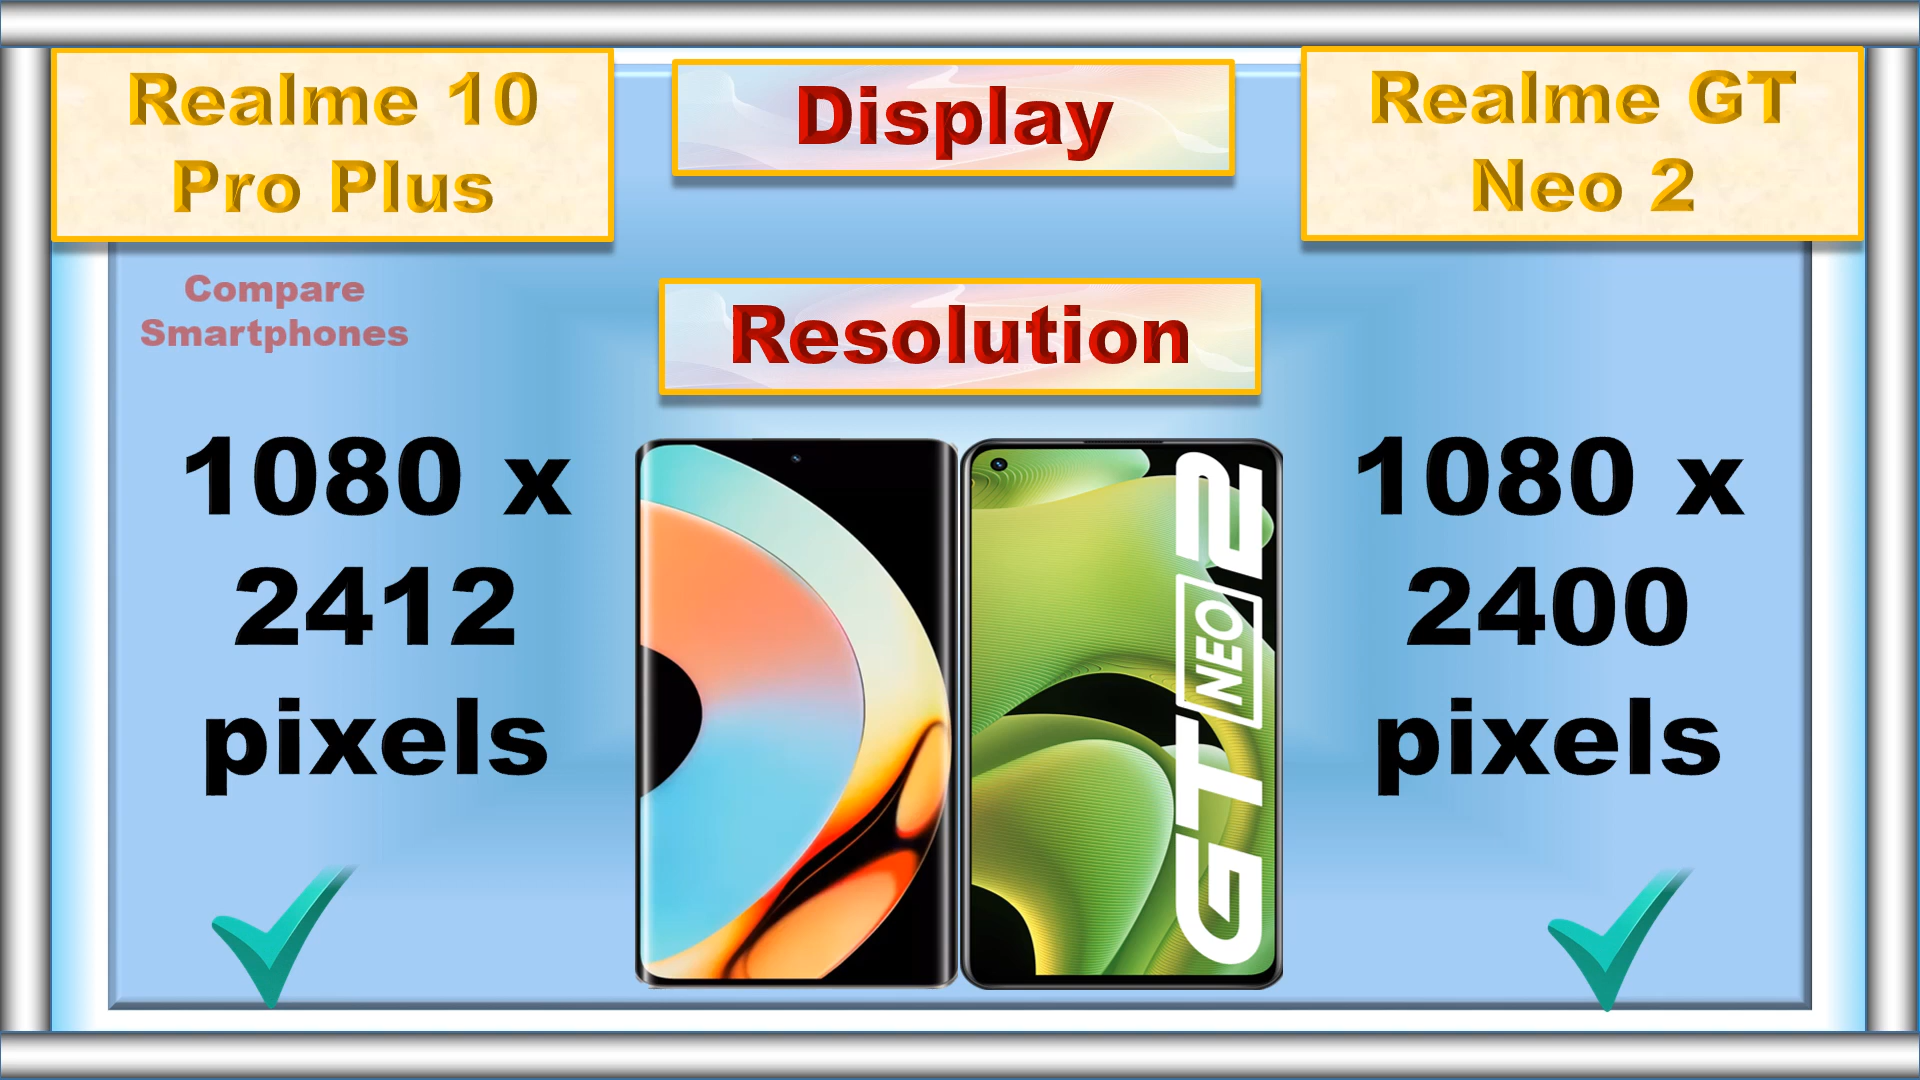 Realme 10
Pro Plus
Display
Realme GT
Neo 2
Compare
Smartphones
Resolution
1080 x
2412
pixels
GT NEO 2
1080 x
2400
pixels